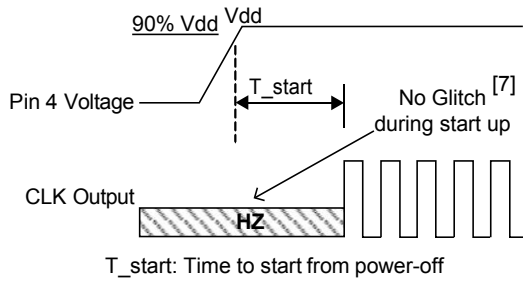 90% Vdd Vdd
T_start
Pin 4 Voltage
No Glitch [7]
during start up
CLK Output
HZ
T_start: Time to start from power-off